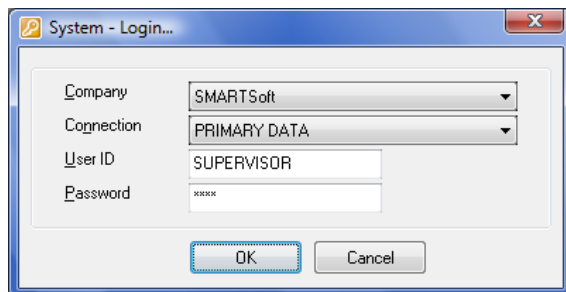 System - Login...
Company SMARTSoft
Connection PRIMARY DATA
User ID SUPERVISOR
Password ****
OK Cancel